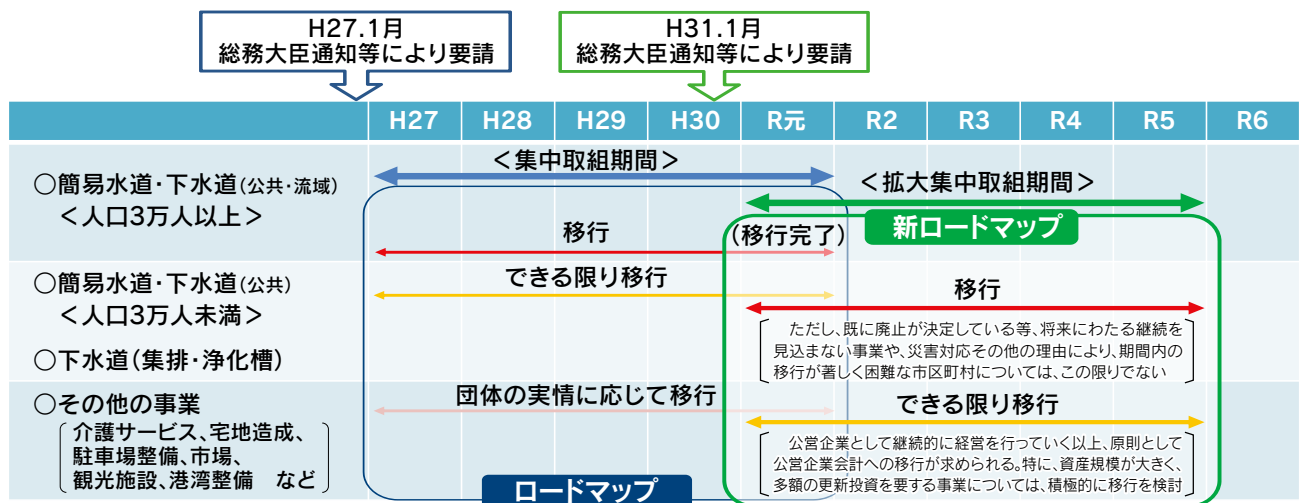 H27.1月
総務大臣通知等により要請
H31.1月
総務大臣通知等により要請
H27 H28 H29 H30 R元 R2 R3 R4 R5 R6
○簡易水道・下水道(公共・流域)
＜人口3万人以上＞
＜集中取組期間＞
＜拡大集中取組期間＞
新ロードマップ
移行
(移行完了)
○簡易水道・下水道(公共)
＜人口3万人未満＞
○下水道(集排・浄化槽)
できる限り移行
移行
ただし、既に廃止が決定している等、将来にわたる継続を
見込まない事業や、災害対応その他の理由により、期間内の
移行が著しく困難な市区町村については、この限りでない
○その他の事業
介護サービス、宅地造成、
駐車場整備、市場、
観光施設、港湾整備　など
団体の実情に応じて移行
できる限り移行
公営企業として継続的に経営を行っていく以上、原則として
公営企業会計への移行が求められる。特に、資産規模が大きく、
多額の更新投資を要する事業については、積極的に移行を検討
ロードマップ